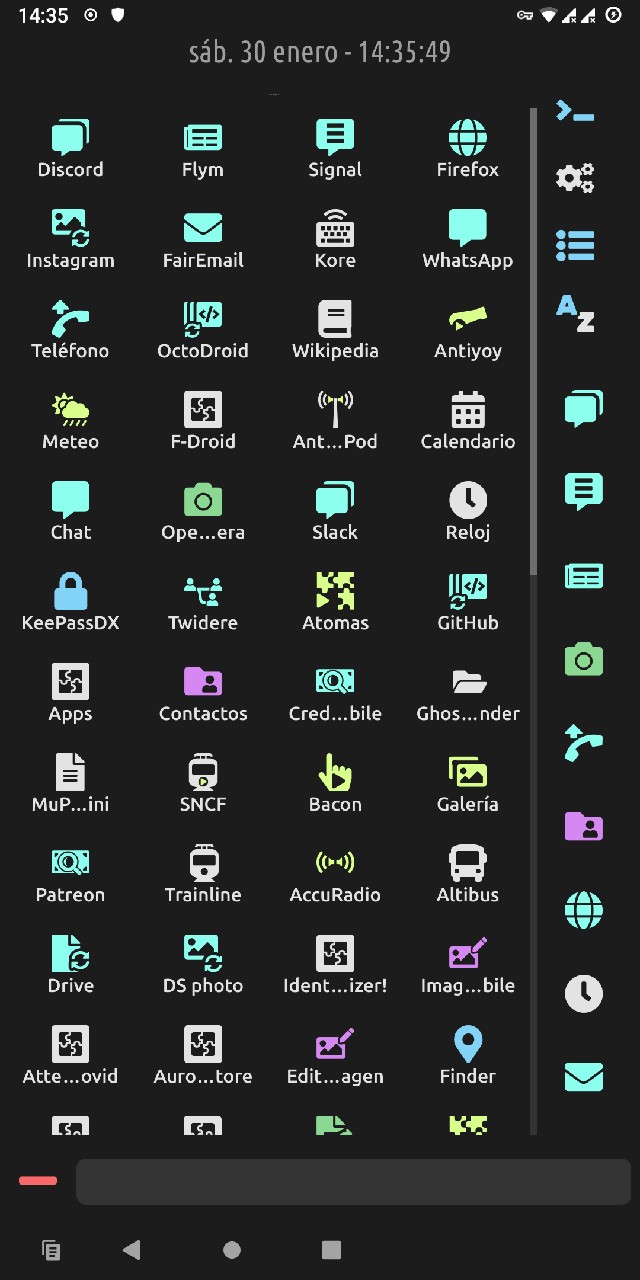 14:35
sáb. 30 enero - 14:35:49
Discord Flym Signal Firefox
Instagram FairEmail Kore WhatsApp
Teléfono OctoDroid Wikipedia Antiyoy
Meteo F-Droid Ant...Pod Calendario
Chat Ope...era Slack Reloj
KeePassDX Twidere Atomas GitHub
Apps Contactos Cred...bile Ghos...nder
MuP...ini SNCF Bacon Galería
Patreon Trainline AccuRadio Altibus
Drive DS photo Ident...izer! Imag...bile
Atte...ovid Auro...tore Edit...agen Finder
A
Z